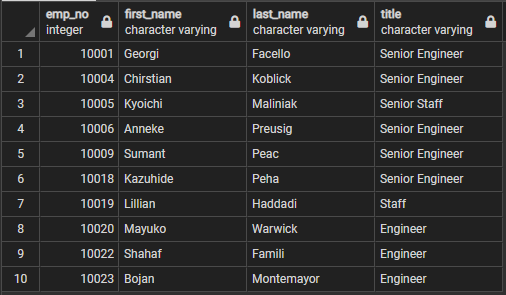 emp_no first_name last_name title
integer character varying character varying character varying
1 10001 Georgi Facello Senior Engineer
2 10004 Chirstian Koblick Senior Engineer
3 10005 Kyoichi Maliniak Senior Staff
4 10006 Anneke Preusig Senior Engineer
5 10009 Sumant Peac Senior Engineer
6 10018 Kazuhide Peha Senior Engineer
7 10019 Lillian Haddadi Staff
8 10020 Mayuko Warwick Engineer
9 10022 Shahaf Famili Engineer
10 10023 Bojan Montemayor Engineer